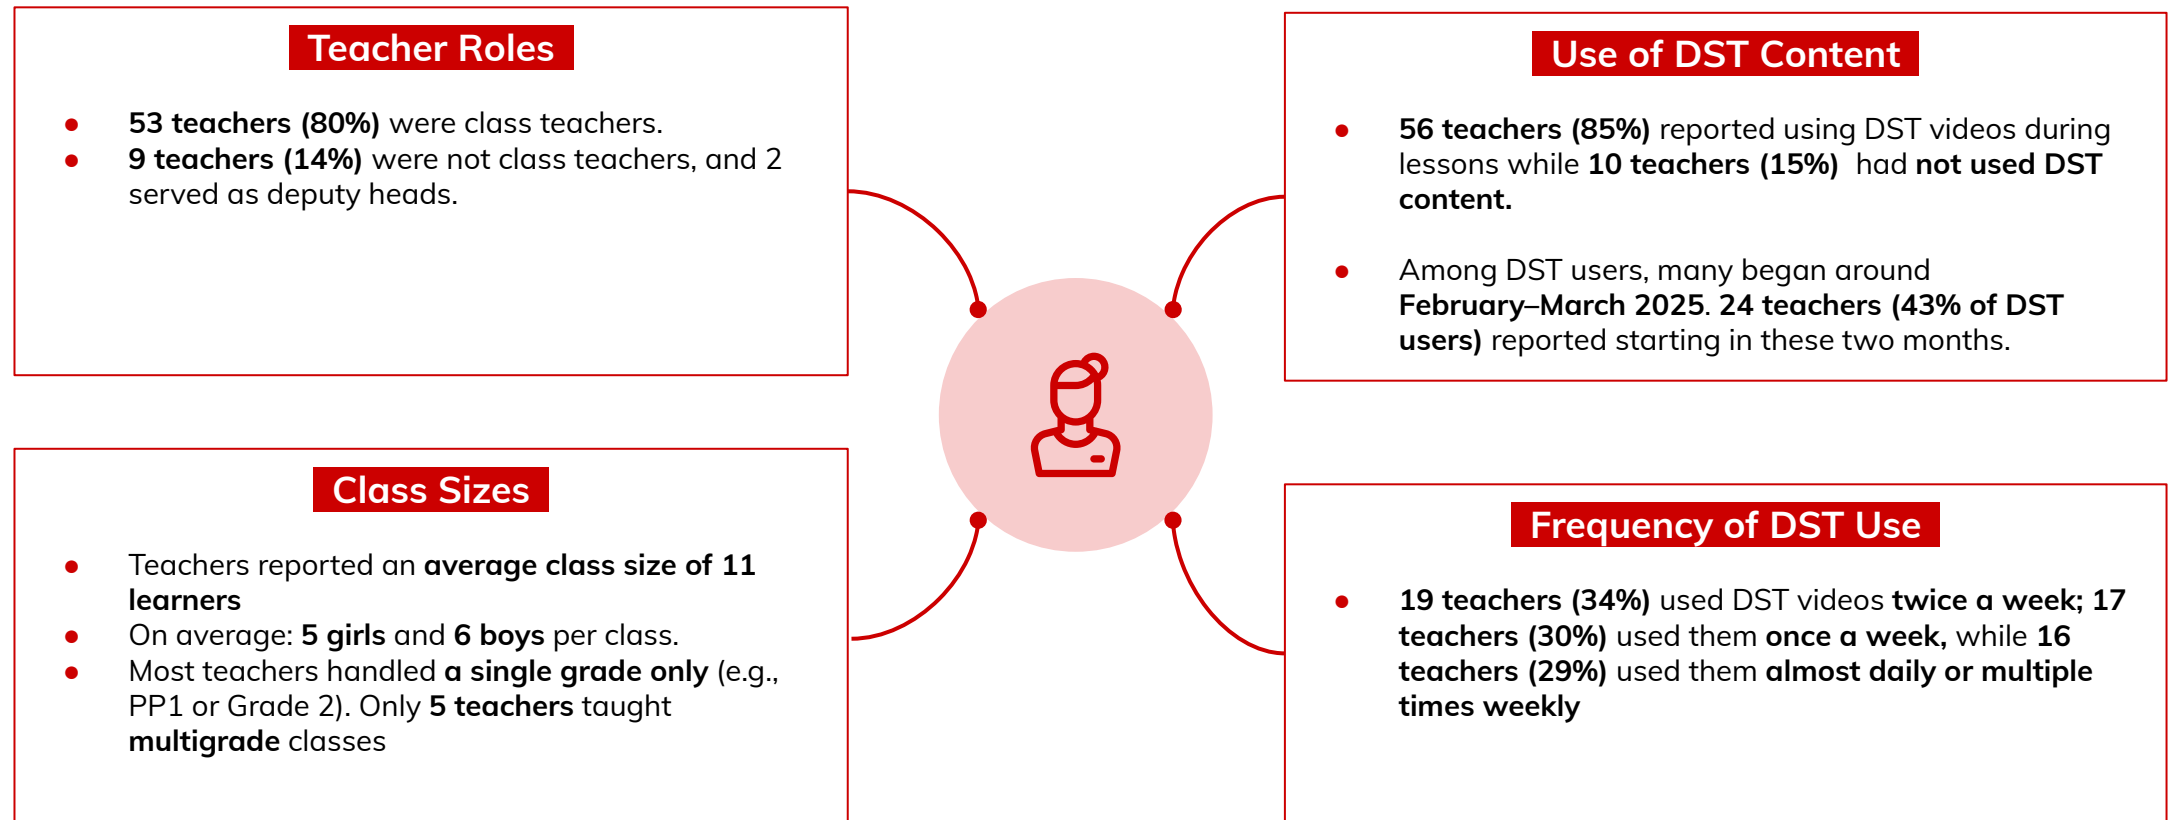 Teacher Roles
● 53 teachers (80%) were class teachers.
● 9 teachers (14%) were not class teachers, and 2
served as deputy heads.
Use of DST Content
● 56 teachers (85%) reported using DST videos during
lessons while 10 teachers (15%) had not used DST
content.
● Among DST users, many began around
February–March 2025. 24 teachers (43% of DST
users) reported starting in these two months.
Class Sizes
● Teachers reported an average class size of 11
learners
● On average: 5 girls and 6 boys per class.
● Most teachers handled a single grade only (e.g.,
PP1 or Grade 2). Only 5 teachers taught
multigrade classes
Frequency of DST Use
● 19 teachers (34%) used DST videos twice a week; 17
teachers (30%) used them once a week, while 16
teachers (29%) used them almost daily or multiple
times weekly